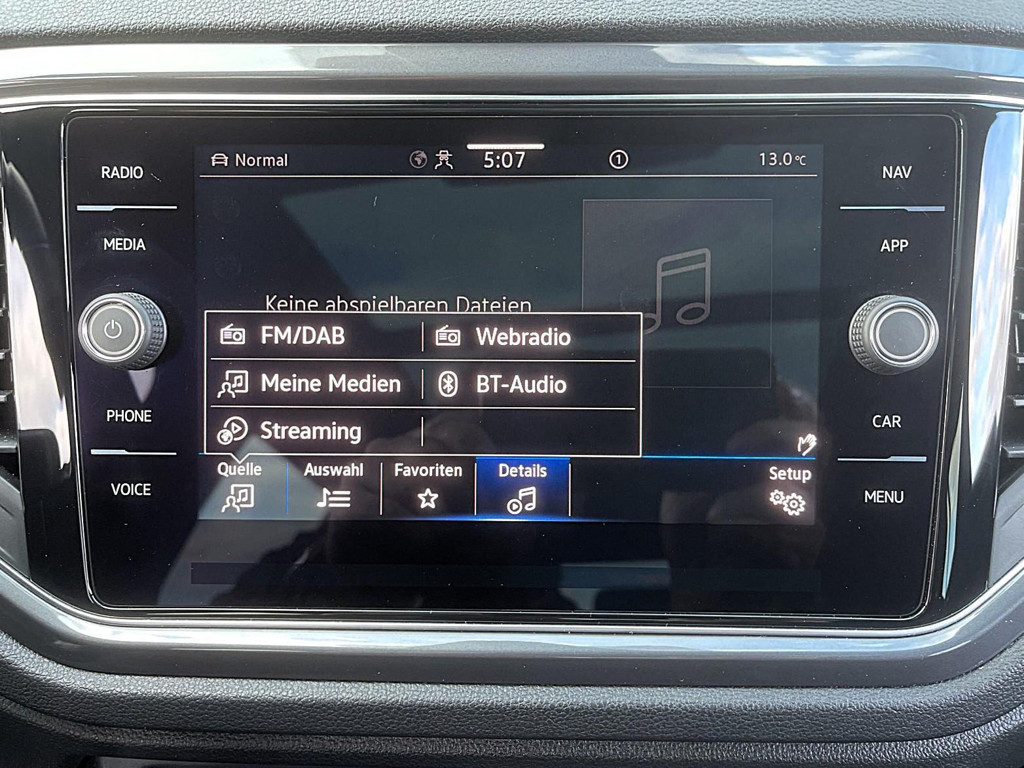 RADIO
MEDIA
PHONE
VOICE
Normal
5:07
1
13.0°C
Keine abspielbaren Dateien
FM/DAB
Webradio
Meine Medien
BT-Audio
Streaming
Quelle
Auswahl
Favoriten
Details
Setup
NAV
APP
CAR
MENU